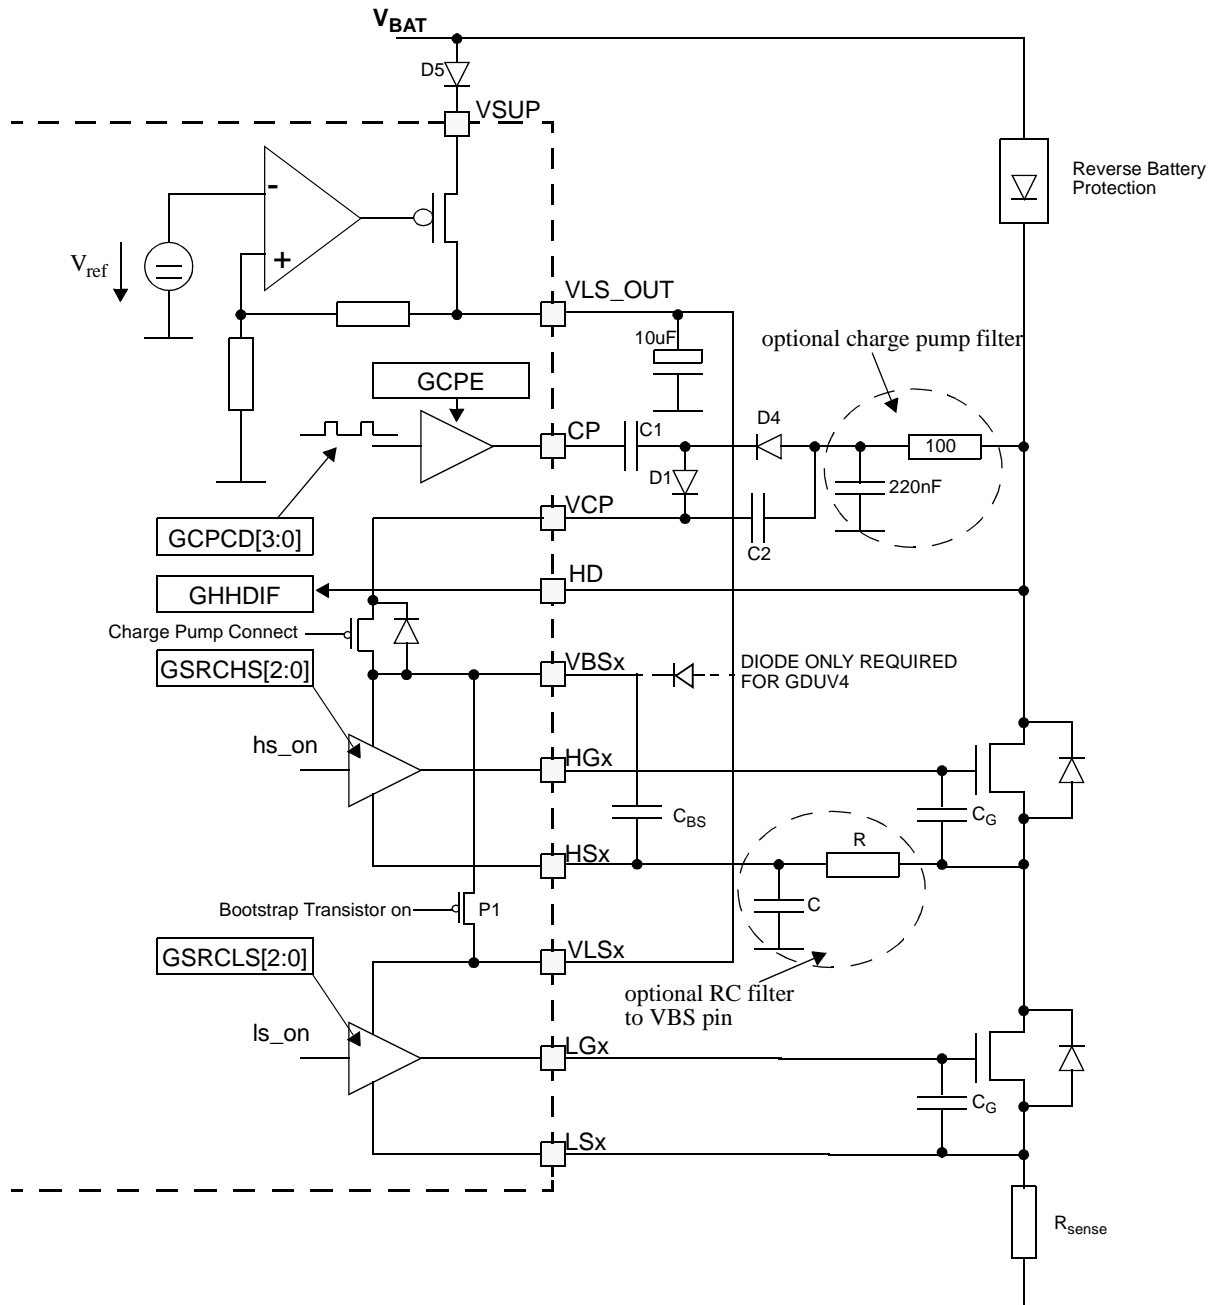 VBAT
D5
VSUP
Reverse Battery
Protection
-
+
Vref
VLS_OUT
10uF
optional charge pump filter
GCPE
CP
C1
D4
100
D1
220nF
VCP
GCPCD[3:0]
C2
HD
GHHDIF
Charge Pump Connect
GSRCHS[2:0]
VBSx
DIODE ONLY REQUIRED
FOR GDUV4
hs_on
HGx
CBS
CG
R
HSx
C
Bootstrap Transistor on
P1
GSRCLS[2:0]
VLSx
optional RC filter
to VBS pin
ls_on
LGx
CG
LSx
Rsense